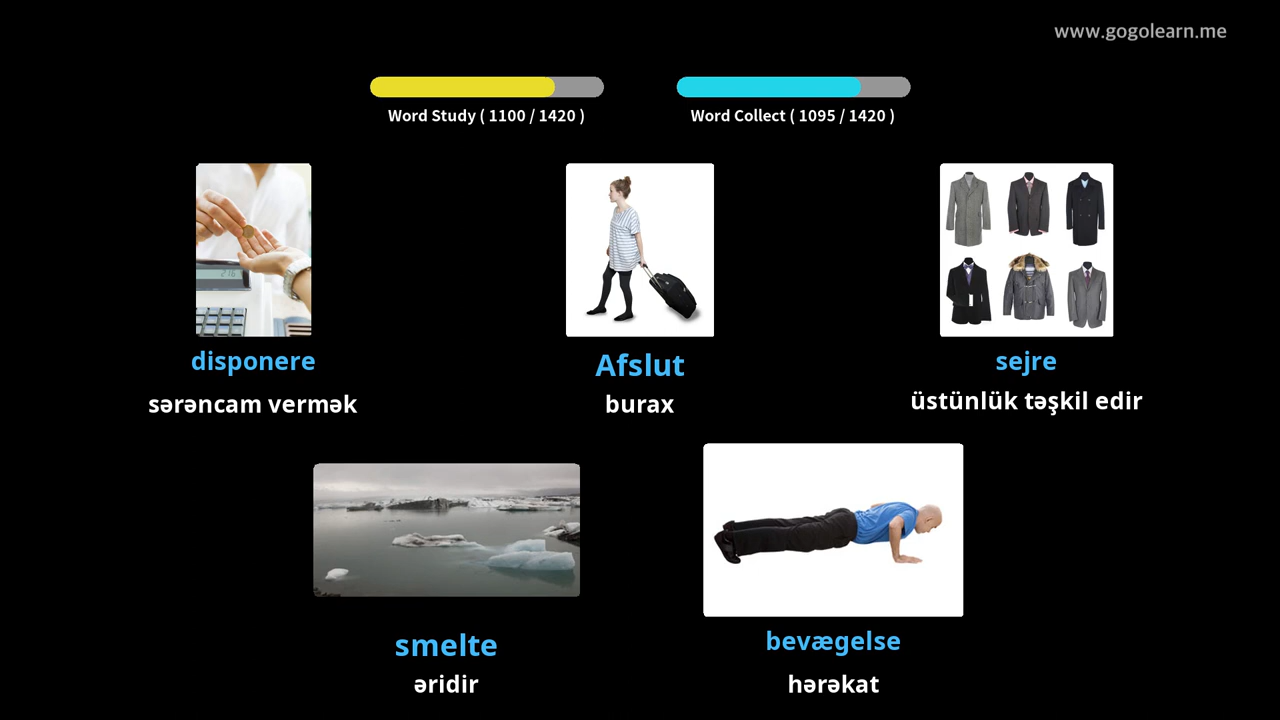 www.gogolearn.me
Word Study ( 1100 / 1420 )
Word Collect ( 1095 / 1420 )
disponere
sərəncam vermək
Afslut
burax
sejre
üstünlük təşkil edir
smelte
əridir
bevægelse
hərəkat